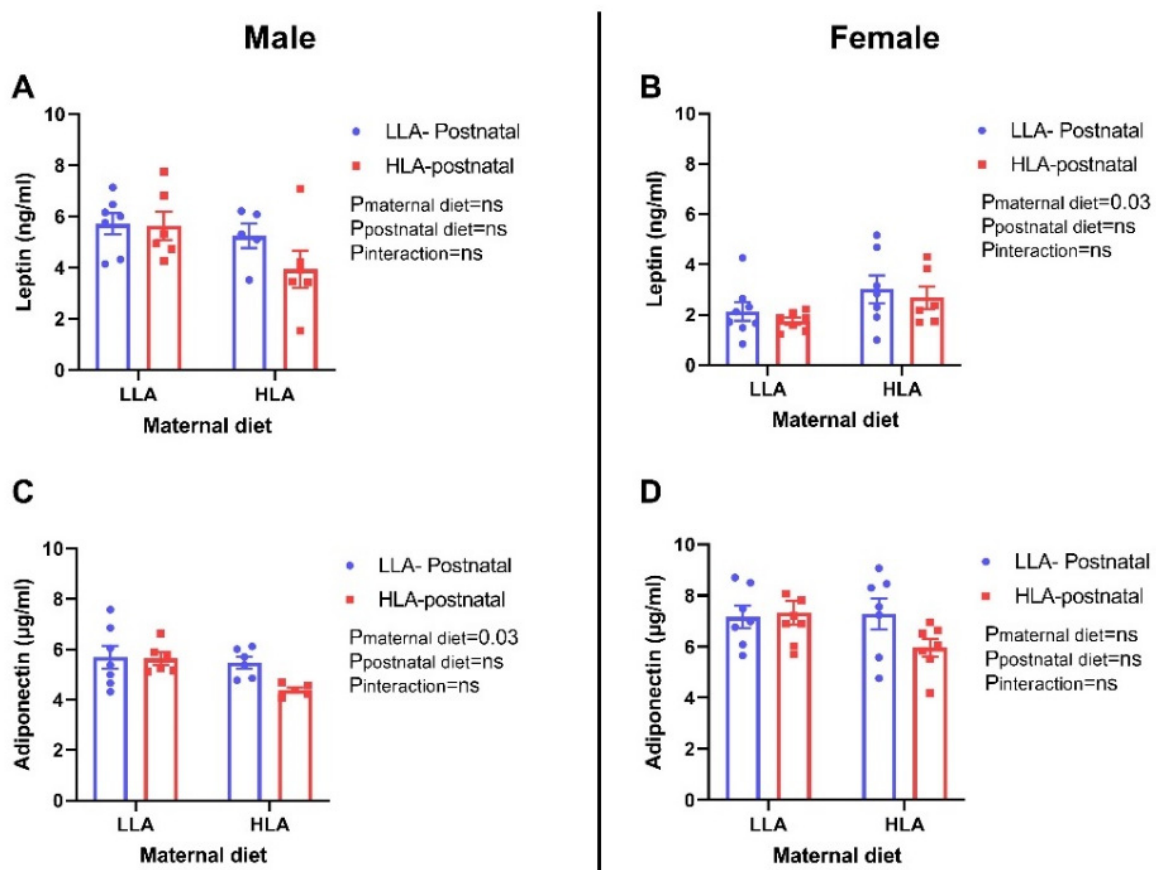 Male
Female
A
10
8
6
4
2
0
Leptin (ng/ml)
LLA
HLA
Maternal diet
LLA- Postnatal
HLA-postnatal
Pmaternal diet=ns
Ppostnatal diet=ns
Pinteraction=ns
B
10
8
6
4
2
0
Leptin (ng/ml)
LLA
HLA
Maternal diet
LLA- Postnatal
HLA-postnatal
Pmaternal diet=0.03
Ppostnatal diet=ns
Pinteraction=ns
C
10
8
6
4
2
0
Adiponectin (µg/ml)
LLA
HLA
Maternal diet
LLA- Postnatal
HLA-postnatal
Pmaternal diet=0.03
Ppostnatal diet=ns
Pinteraction=ns
D
10
8
6
4
2
0
Adiponectin (µg/ml)
LLA
HLA
Maternal diet
LLA- Postnatal
HLA-postnatal
Pmaternal diet=ns
Ppostnatal diet=ns
Pinteraction=ns